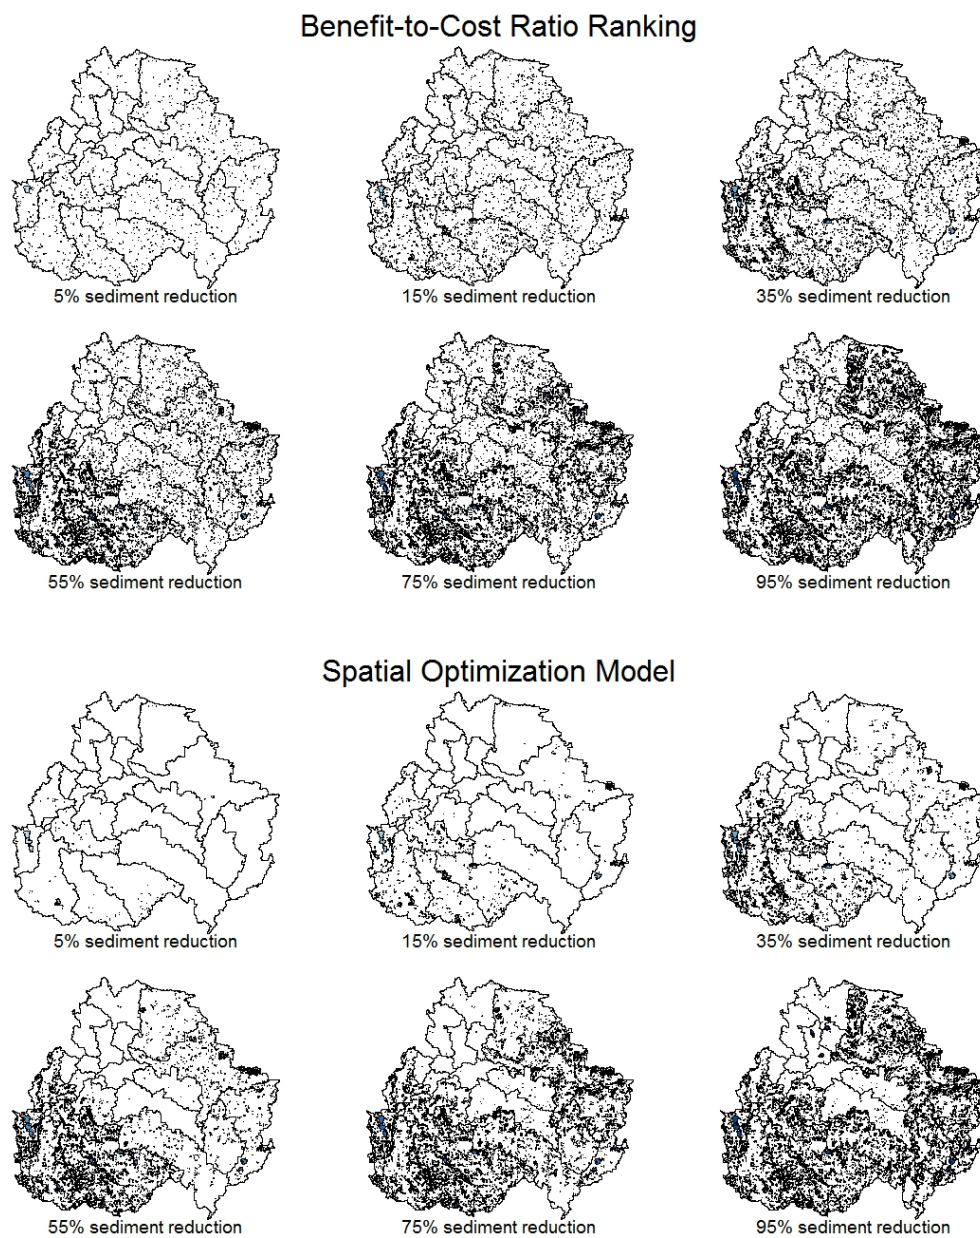 Benefit-to-Cost Ratio Ranking
5% sediment reduction
15% sediment reduction
35% sediment reduction
55% sediment reduction
75% sediment reduction
95% sediment reduction
Spatial Optimization Model
5% sediment reduction
15% sediment reduction
35% sediment reduction
55% sediment reduction
75% sediment reduction
95% sediment reduction